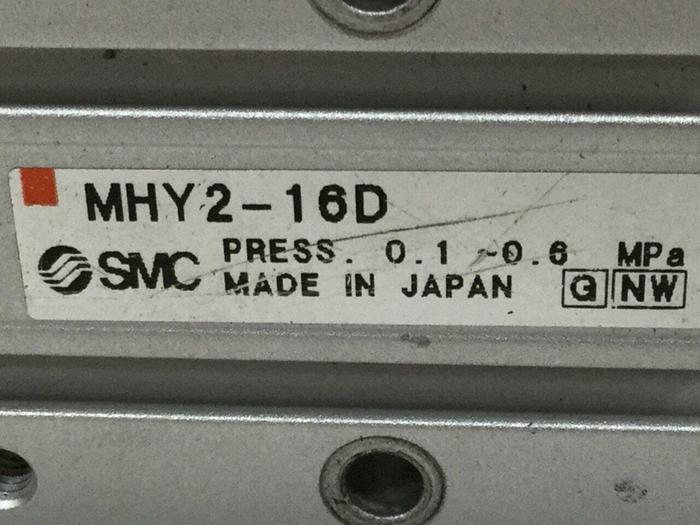 MHY2-16D
SMC PRESS. 0.1 ~0.6 MPa
MADE IN JAPAN G NW